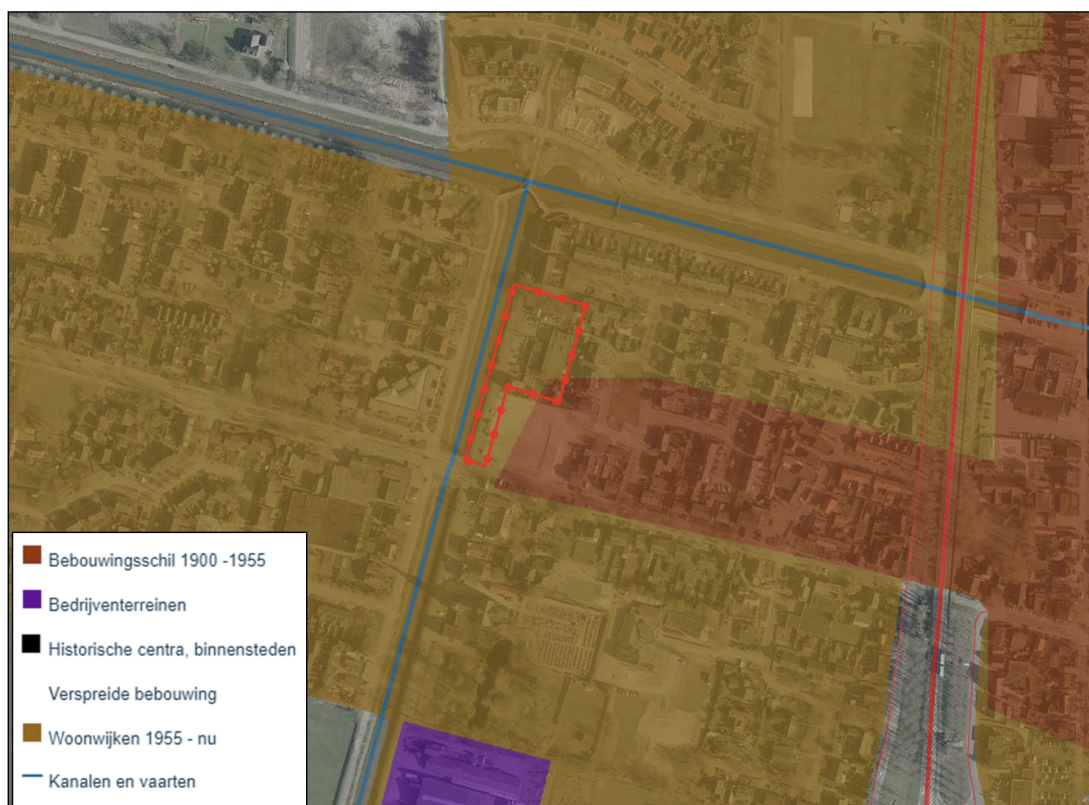 Bebouwingsschil 1900 -1955
Bedrijventerreinen
Historische centra, binnensteden
Verspreide bebouwing
Woonwijken 1955 - nu
Kanalen en vaarten